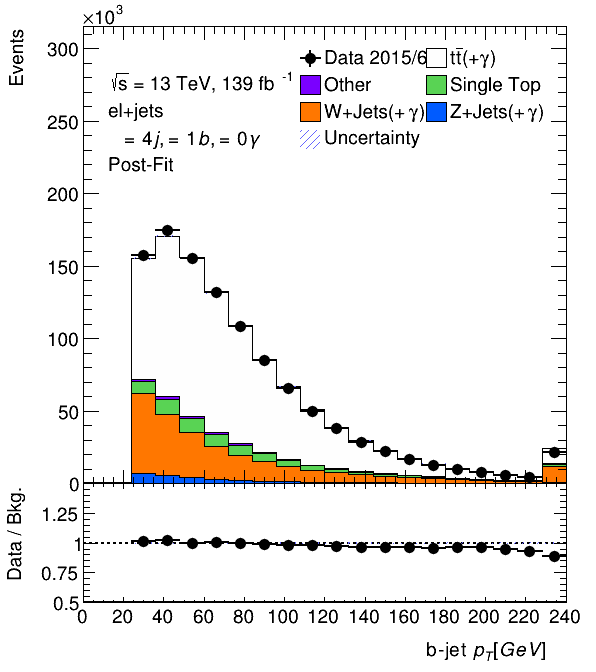 ×10³
Events
300
250
200
150
100
50
0
√s = 13 TeV, 139 fb⁻¹
el+jets
= 4j, = 1b, = 0γ
Post-Fit
Data 2015/6
tt̄(+γ)
Other
Single Top
W+Jets(+γ)
Z+Jets(+γ)
Uncertainty
Data / Bkg.
1.25
1
0.75
0.5
0 20 40 60 80 100 120 140 160 180 200 220 240
b-jet p_T[GeV]